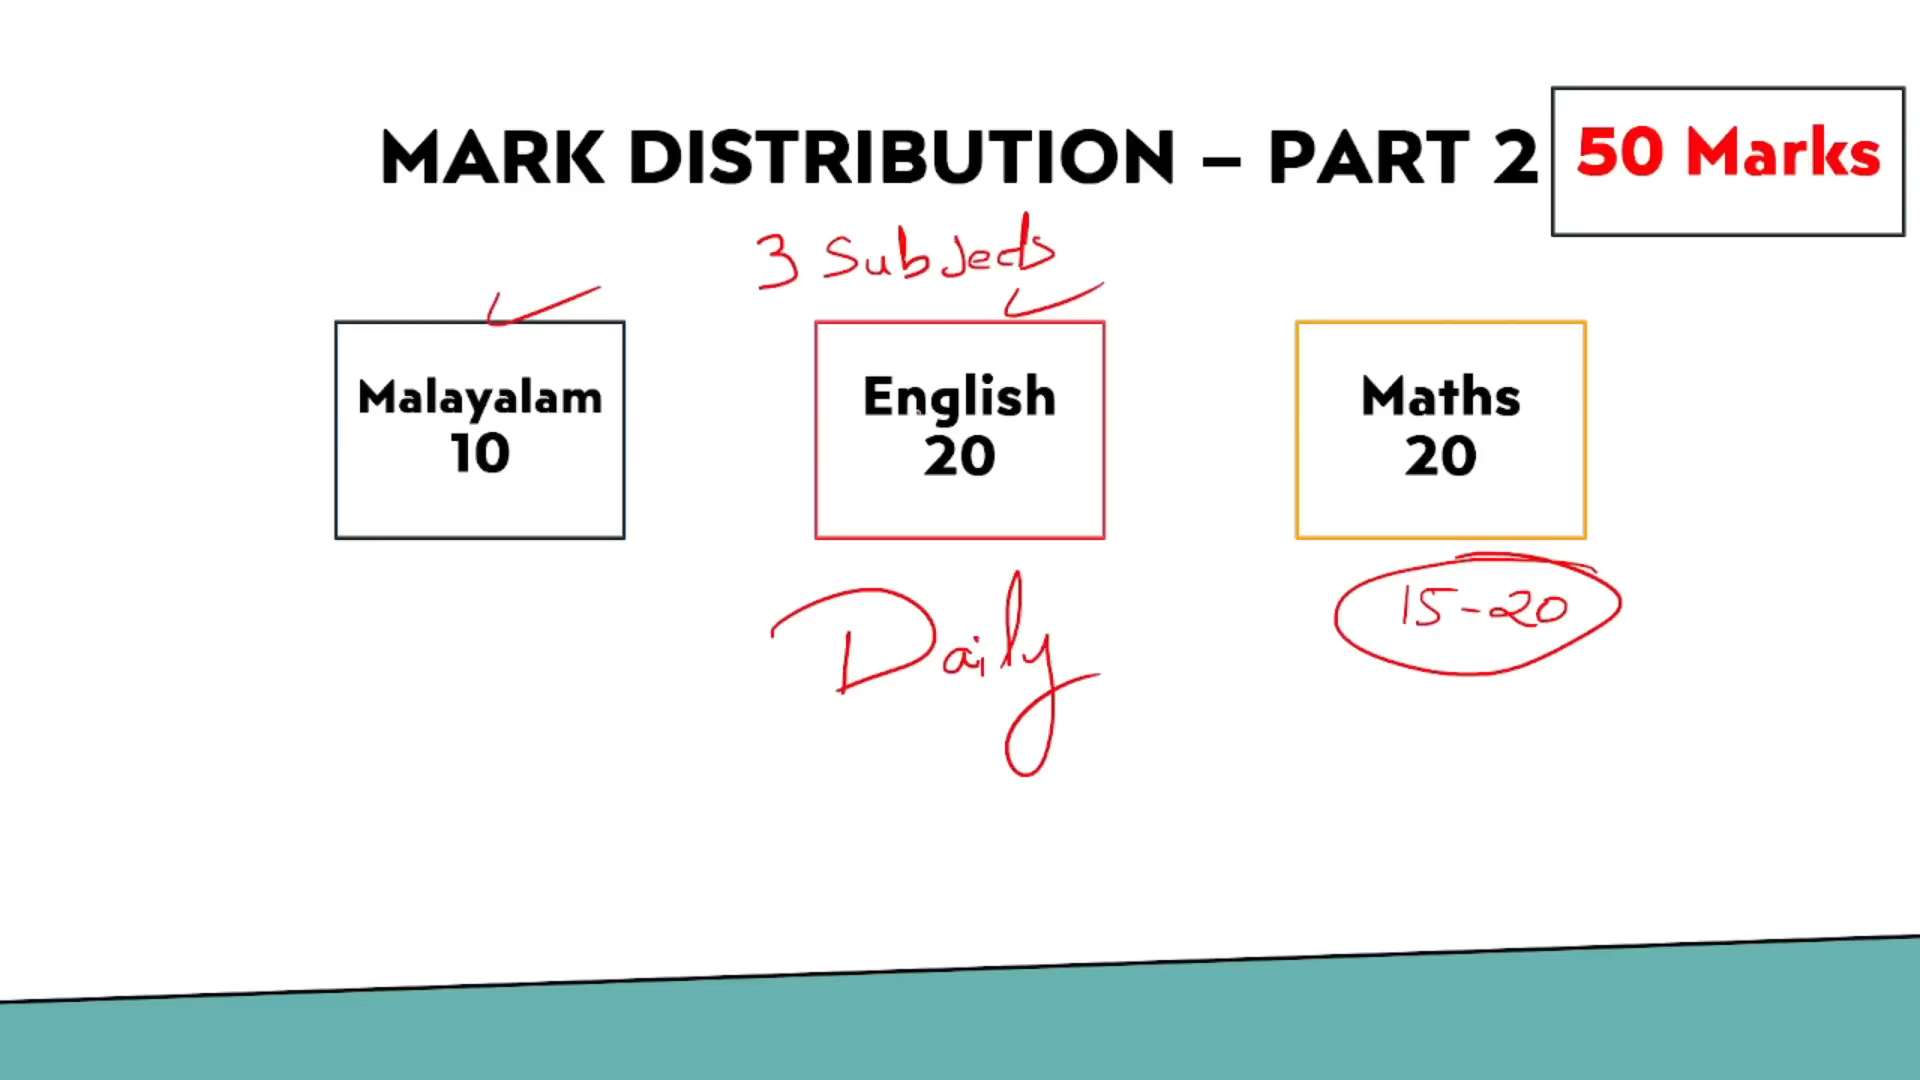 MARK DISTRIBUTION – PART 2
50 Marks
3 Subjects
Malayalam
10
English
20
Maths
20
Daily
15-20